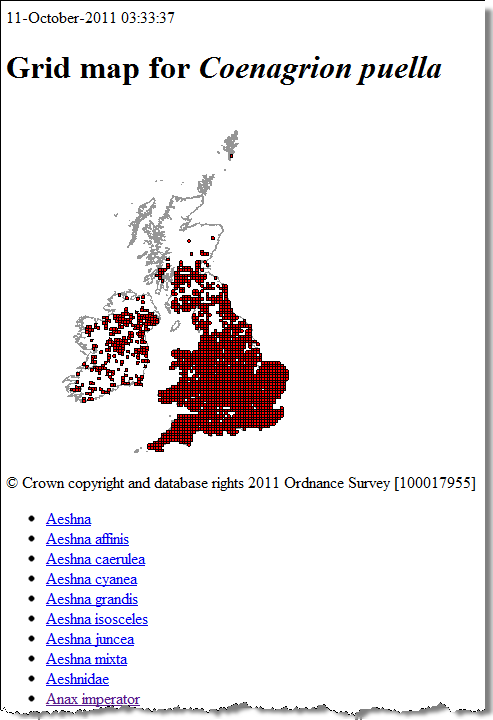 11-October-2011 03:33:37
Grid map for Coenagrion puella
© Crown copyright and database rights 2011 Ordnance Survey [100017955]
Aeshna
Aeshna affinis
Aeshna caerulea
Aeshna cyanea
Aeshna grandis
Aeshna isosceles
Aeshna juncea
Aeshna mixta
Aeshnidae
Anax imperator